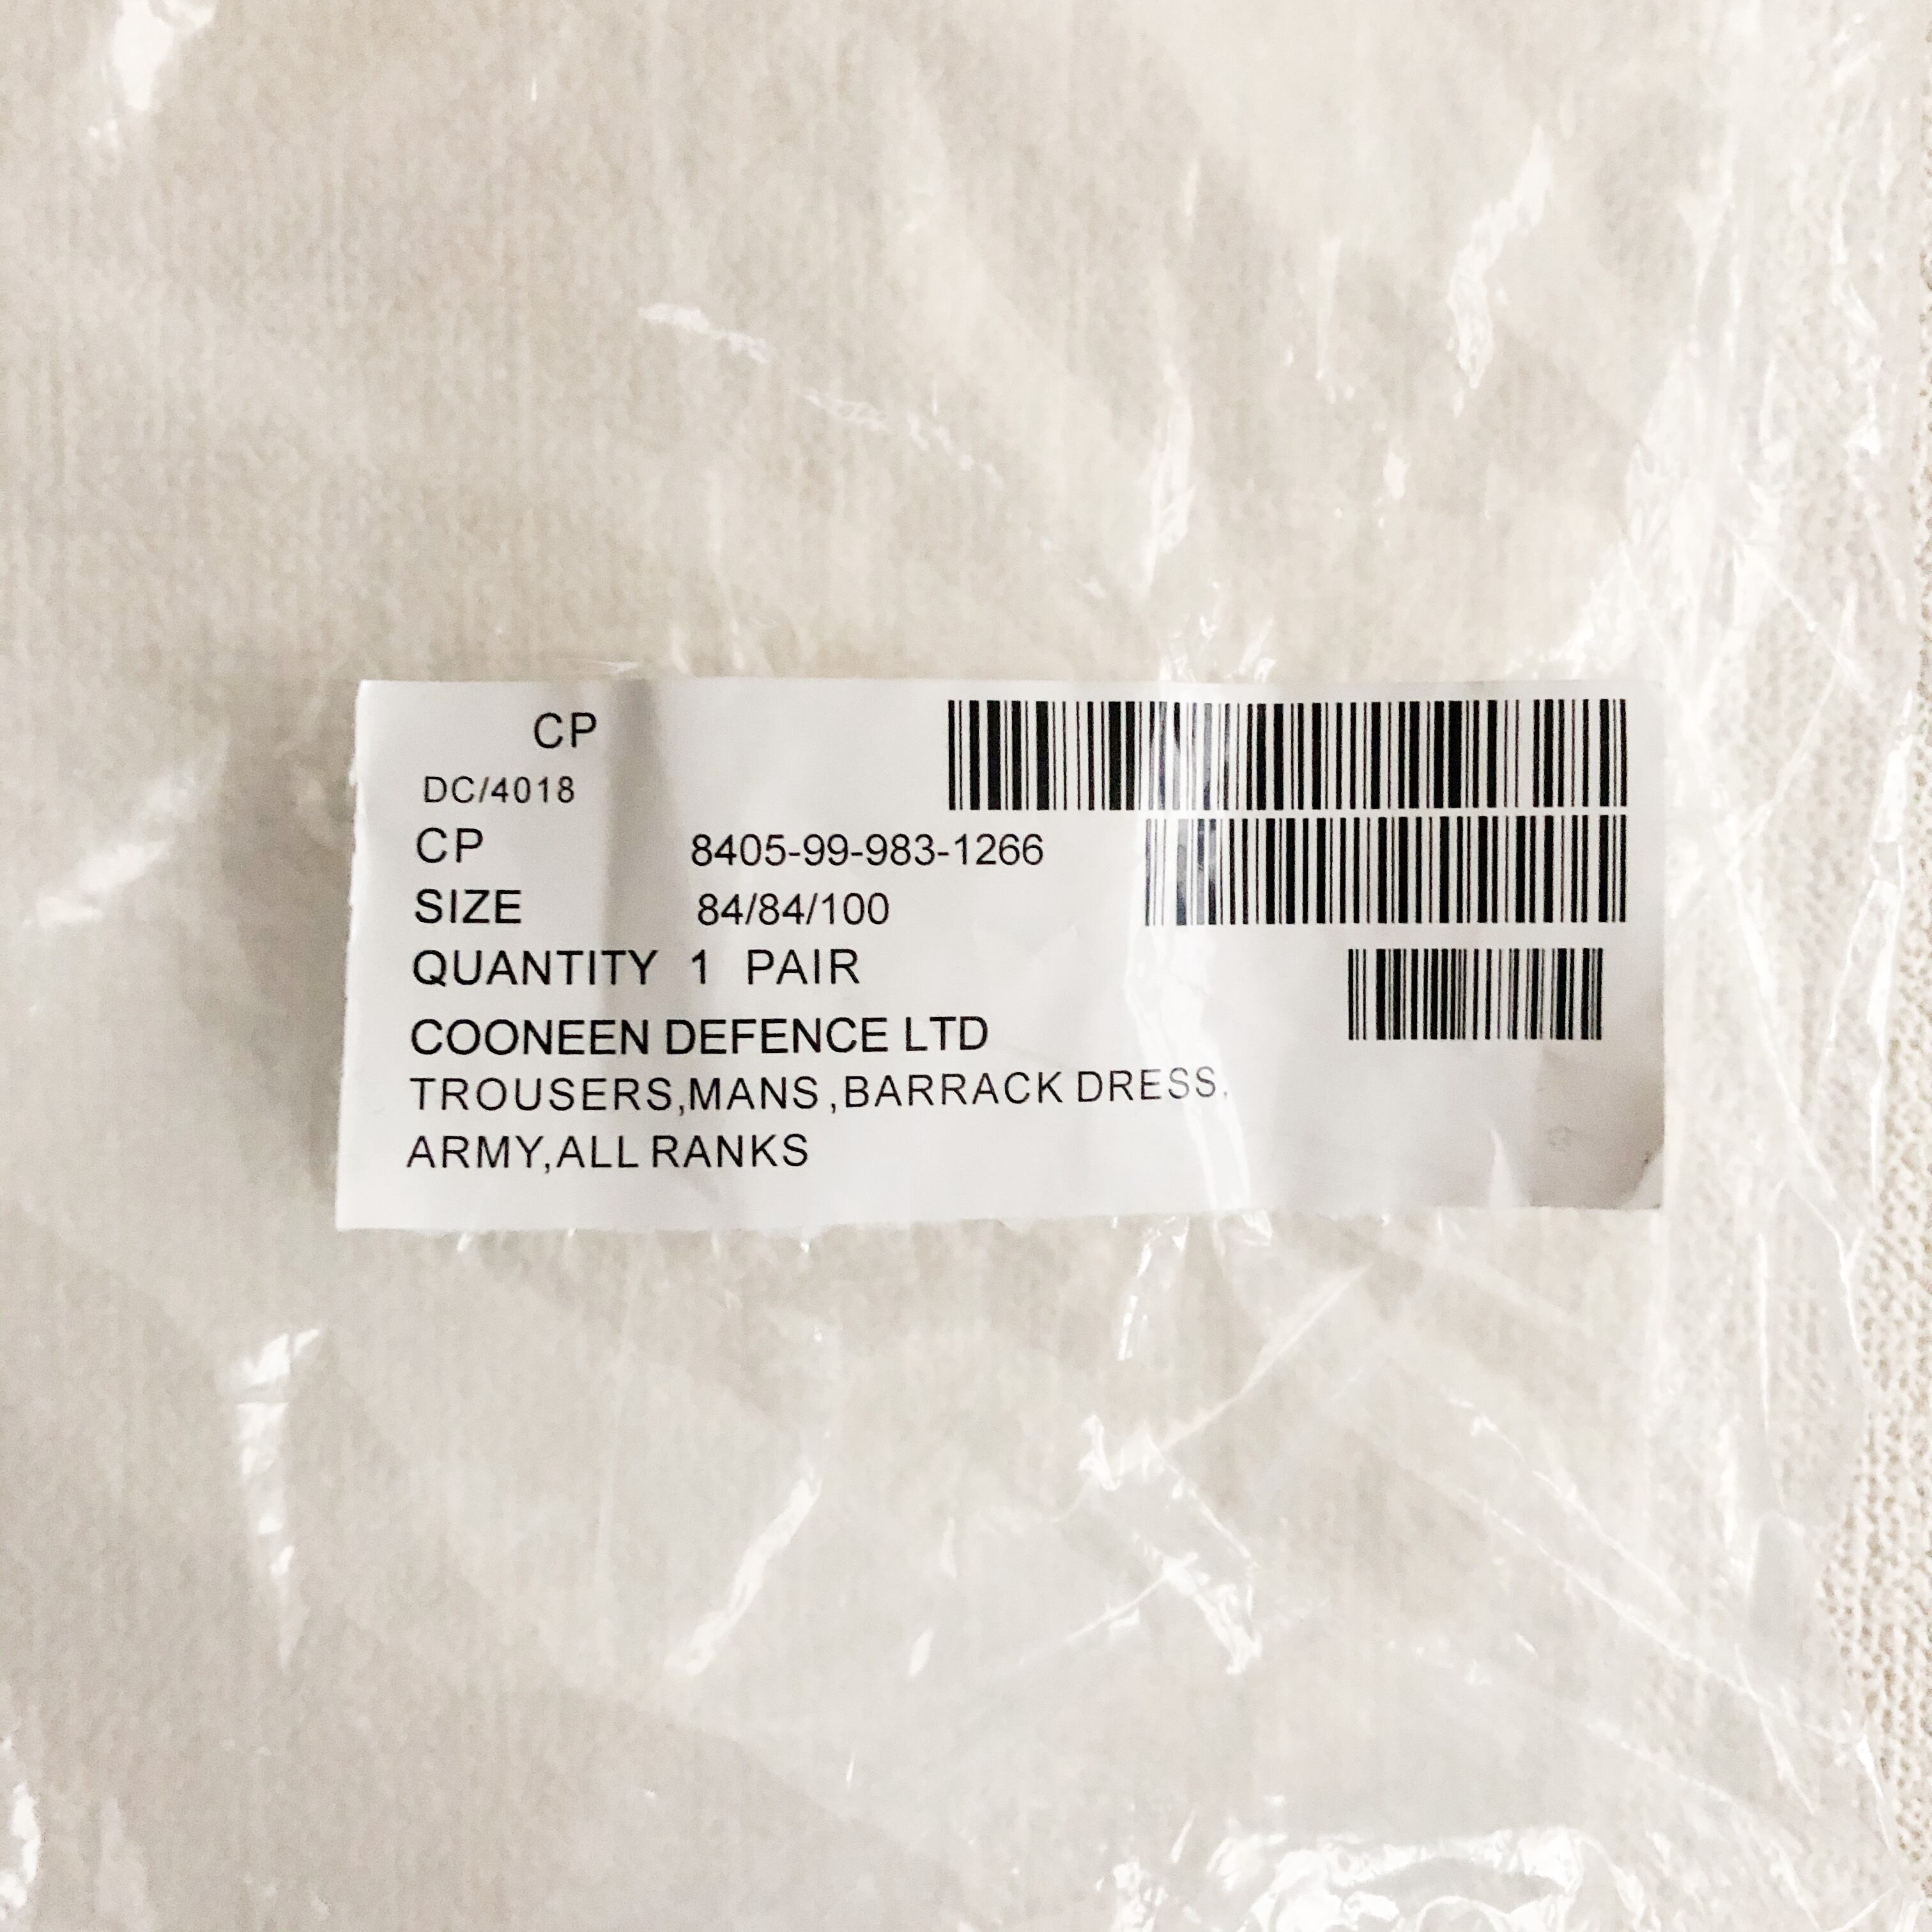 CP
DC/4018
CP 8405-99-983-1266
SIZE 84/84/100
QUANTITY 1 PAIR
COONEEN DEFENCE LTD
TROUSERS,MANS,BARRACK DRESS,
ARMY,ALL RANKS